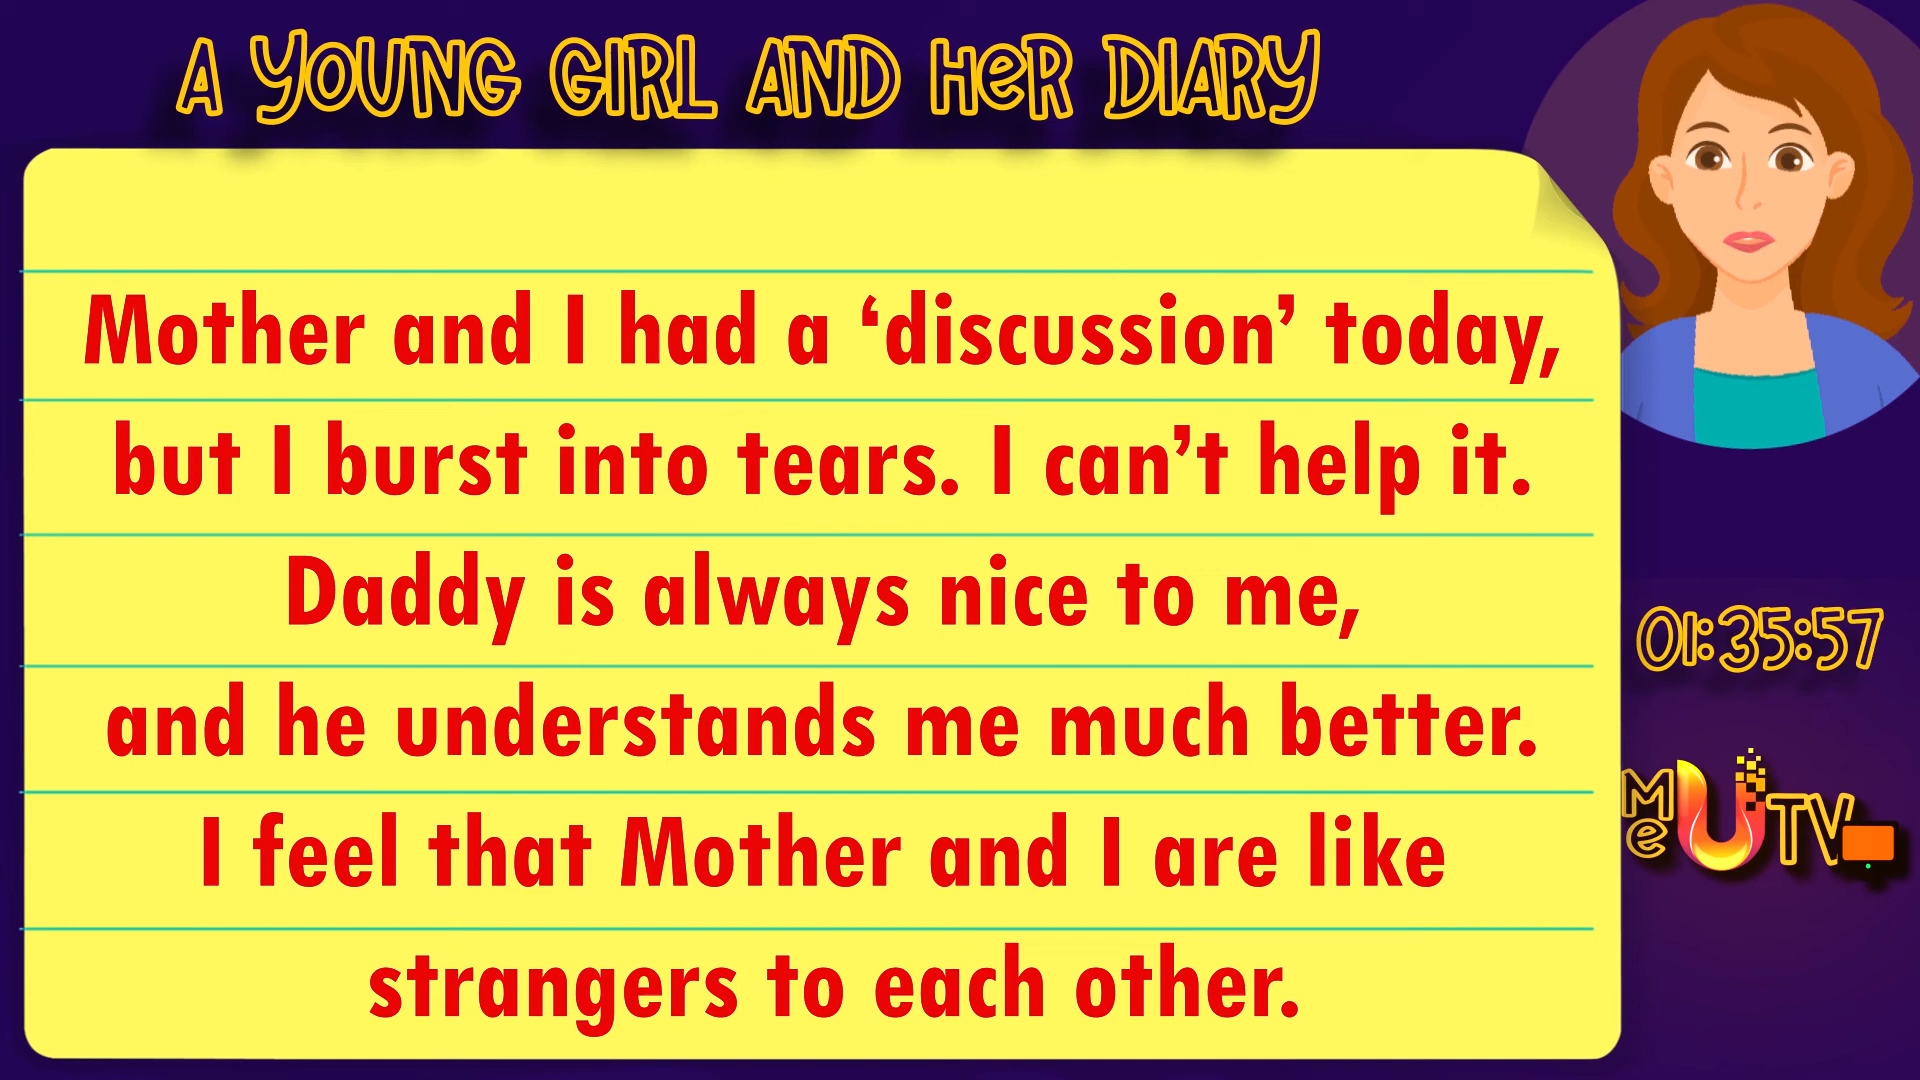 A YOUNG GIRL AND HER DIARY
Mother and I had a ‘discussion’ today,
but I burst into tears. I can’t help it.
Daddy is always nice to me,
and he understands me much better.
I feel that Mother and I are like
strangers to each other.
01:35:57
Me U TV